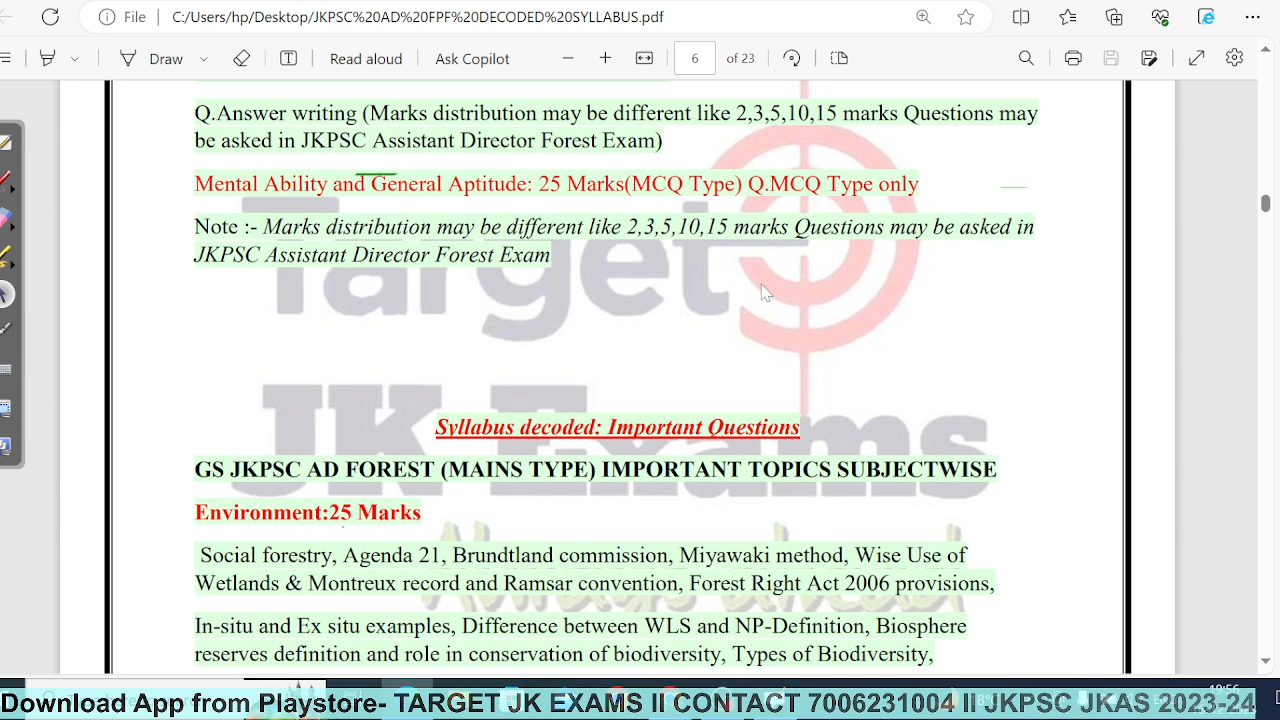 File C:/Users/hp/Desktop/JKPSC%20AD%20FPF%20DECODED%20SYLLABUS.pdf
Draw Read aloud Ask Copilot 6 of 23
Q.Answer writing (Marks distribution may be different like 2,3,5,10,15 marks Questions may
be asked in JKPSC Assistant Director Forest Exam)
Mental Ability and General Aptitude: 25 Marks(MCQ Type) Q.MCQ Type only
Note :- Marks distribution may be different like 2,3,5,10,15 marks Questions may be asked in
JKPSC Assistant Director Forest Exam
Target
JK Exams
Syllabus decoded: Important Questions
GS JKPSC AD FOREST (MAINS TYPE) IMPORTANT TOPICS SUBJECTWISE
Environment:25 Marks
Social forestry, Agenda 21, Brundtland commission, Miyawaki method, Wise Use of
Wetlands & Montreux record and Ramsar convention, Forest Right Act 2006 provisions,
Always ahead
In-situ and Ex situ examples, Difference between WLS and NP-Definition, Biosphere
reserves definition and role in conservation of biodiversity, Types of Biodiversity,
Download App from Playstore- TARGET JK EXAMS II CONTACT 7006231004 II JKPSC JKAS 2023-24